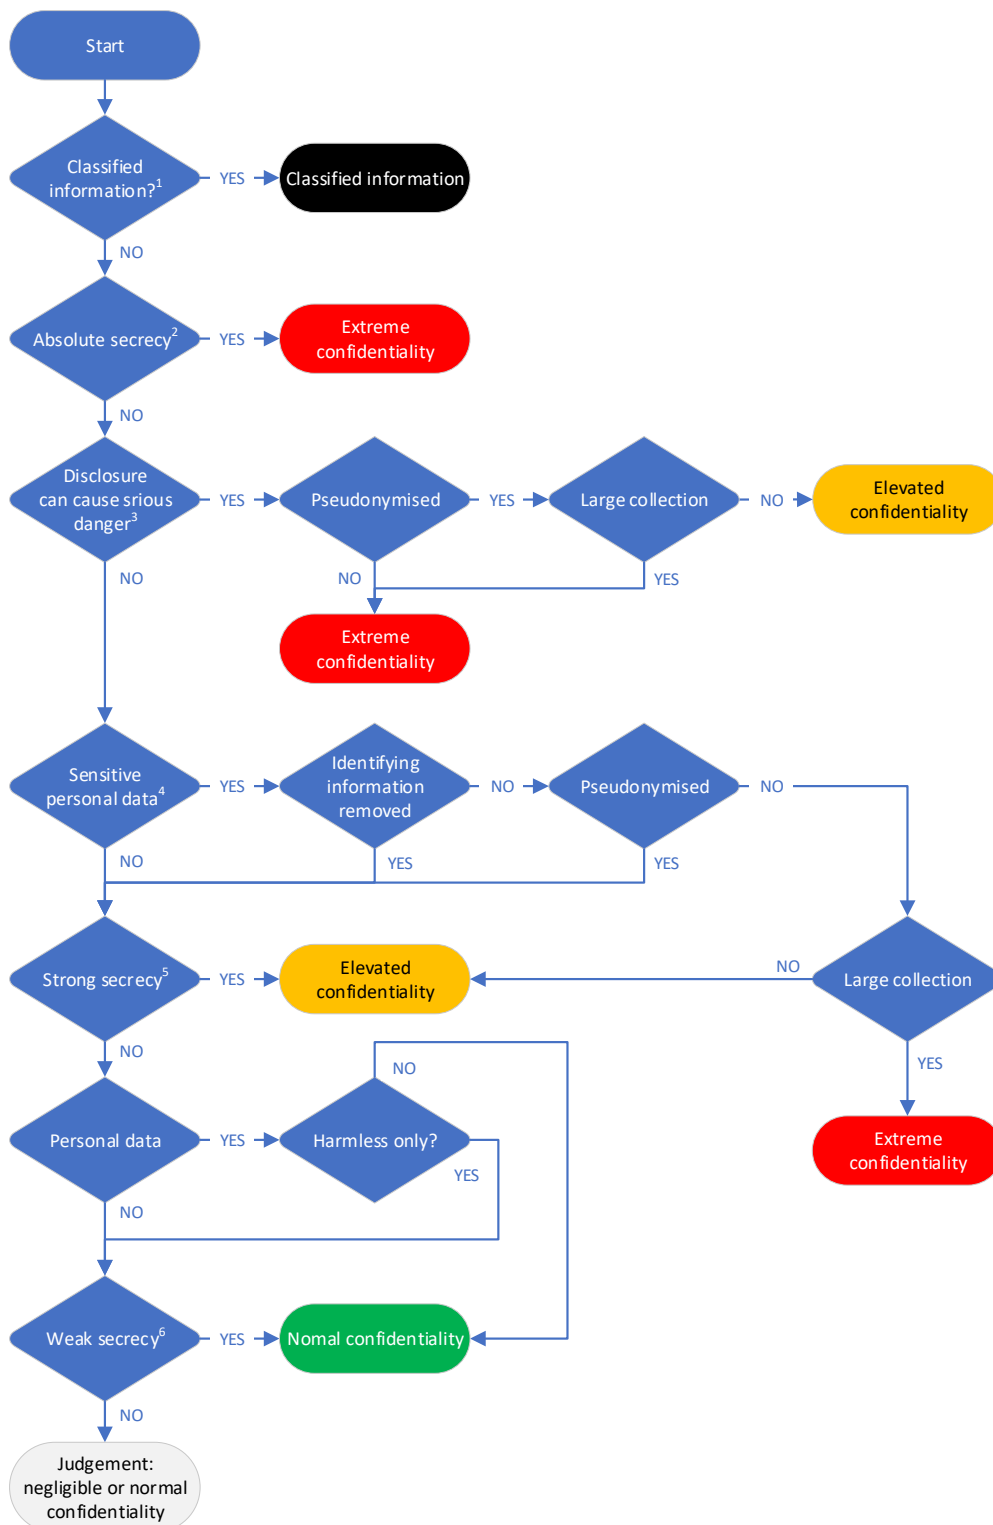 Start
Classified
information?1
YES
Classified information
NO
Absolute secrecy2
YES
Extreme
confidentiality
NO
Disclosure
can cause srious
danger3
YES
Pseudonymised
YES
Large collection
NO
Elevated
confidentiality
NO
NO
YES
Extreme
confidentiality
Sensitive
personal data4
YES
Identifying
information
removed
NO
Pseudonymised
NO
NO
YES
YES
Strong secrecy5
YES
Elevated
confidentiality
NO
Large collection
NO
NO
YES
Personal data
YES
Harmless only?
YES
Extreme
confidentiality
NO
Weak secrecy6
YES
Nomal confidentiality
NO
Judgement:
negligible or normal
confidentiality